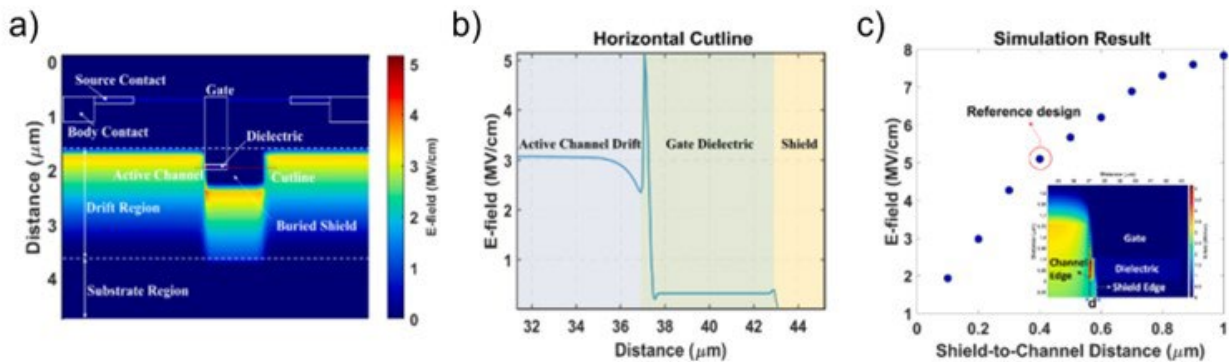 a)
0
1
2
3
4
Distance (μm)
Source Contact
Gate
Body Contact
Dielectric
Active Channel
Cutline
Drift Region
Buried Shield
Substrate Region
5
4
3
2
1
0
E-field (MV/cm)
b)
Horizontal Cutline
5
4
3
2
1
E-field (MV/cm)
Active Channel Drift
Gate Dielectric
Shield
32 34 36 38 40 42 44
Distance (μm)
c)
Simulation Result
8
7
6
5
4
3
2
1
E-field (MV/cm)
Reference design
Gate
Channel
Edge
Dielectric
Shield Edge
d
0 0.2 0.4 0.6 0.8 1
Shield-to-Channel Distance (μm)